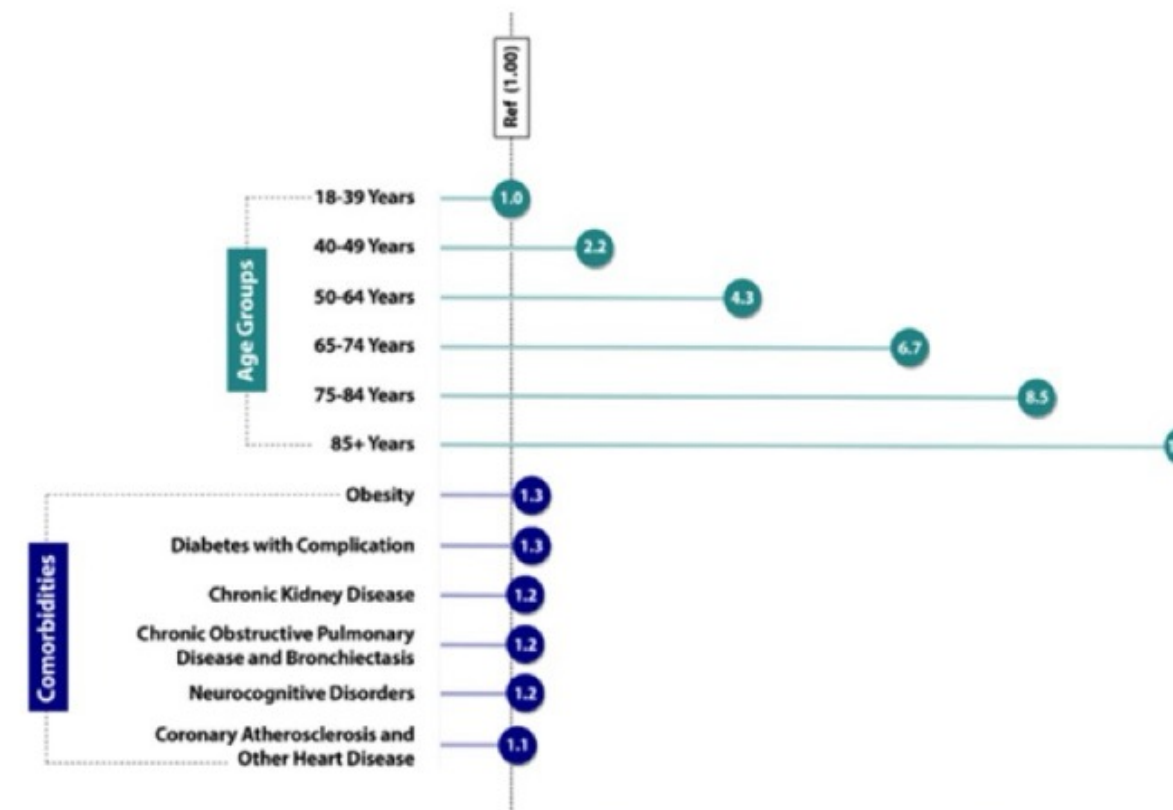 Ref (1.00)
Age Groups
18-39 Years 1.0
40-49 Years 2.2
50-64 Years 4.3
65-74 Years 6.7
75-84 Years 8.5
85+ Years
Comorbidities
Obesity 1.3
Diabetes with Complication 1.3
Chronic Kidney Disease 1.2
Chronic Obstructive Pulmonary
Disease and Bronchiectasis 1.2
Neurocognitive Disorders 1.2
Coronary Atherosclerosis and
Other Heart Disease 1.1